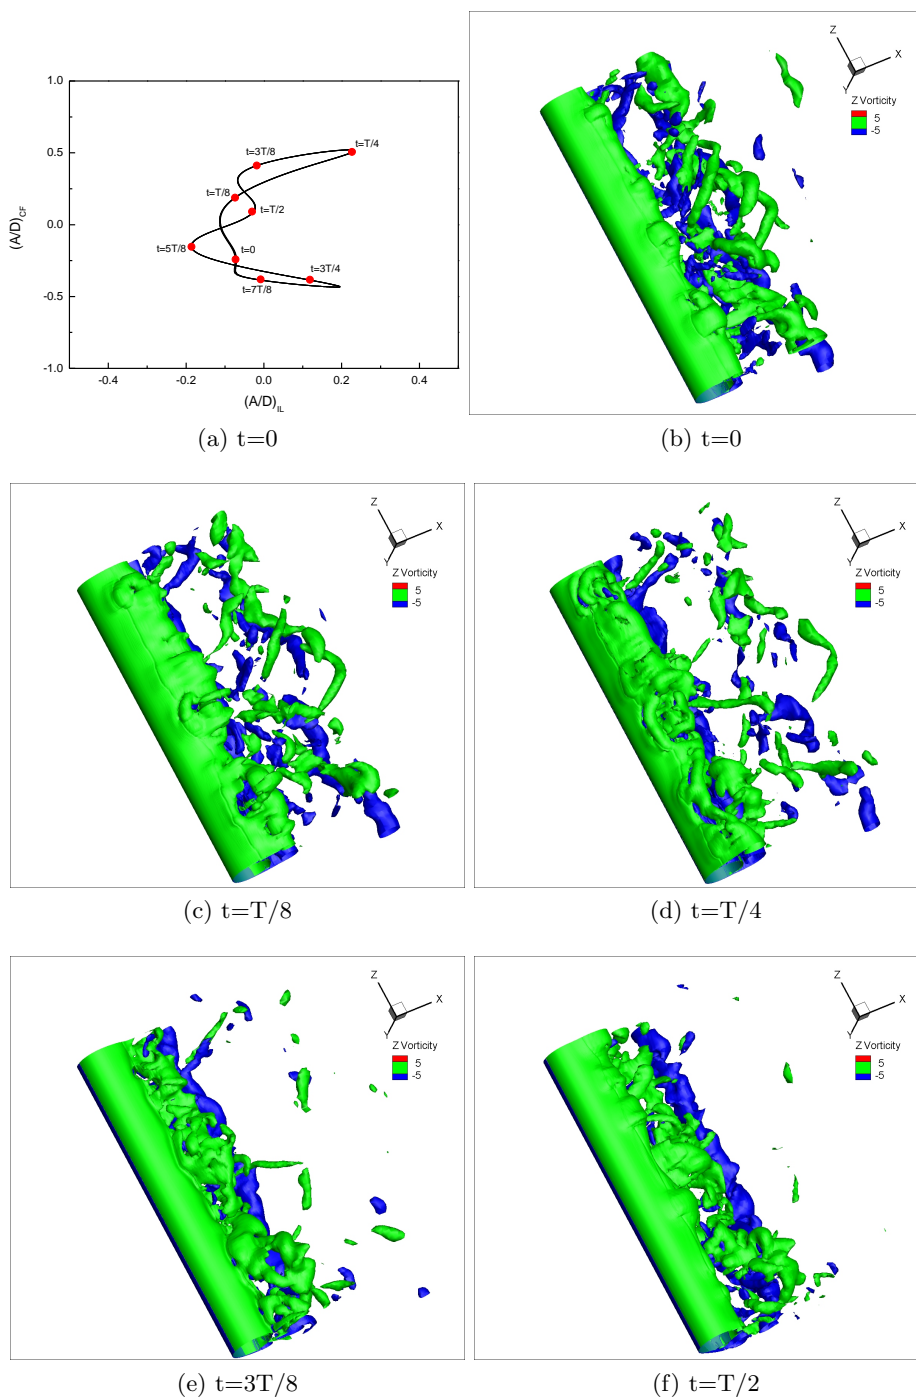 1.0
0.5
0.0
-0.5
-1.0
(A/D)CF
t=3T/8
t=T/4
t=T/8
t=T/2
t=5T/8
t=0
t=3T/4
t=7T/8
-0.4 -0.2 0.0 0.2 0.4
(A/D)IL
(a) t=0
Z
X
Y
Z Vorticity
5
-5
(b) t=0
Z
X
Y
Z Vorticity
5
-5
(c) t=T/8
Z
X
Y
Z Vorticity
5
-5
(d) t=T/4
Z
X
Y
Z Vorticity
5
-5
(e) t=3T/8
Z
X
Y
Z Vorticity
5
-5
(f) t=T/2